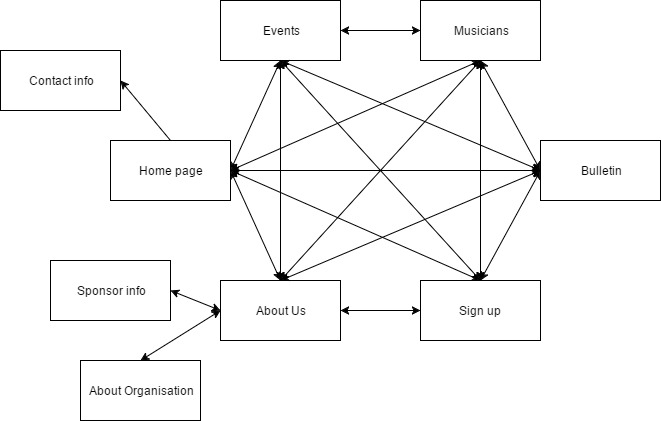 Events
Musicians
Contact info
Home page
Bulletin
Sponsor info
About Us
Sign up
About Organisation